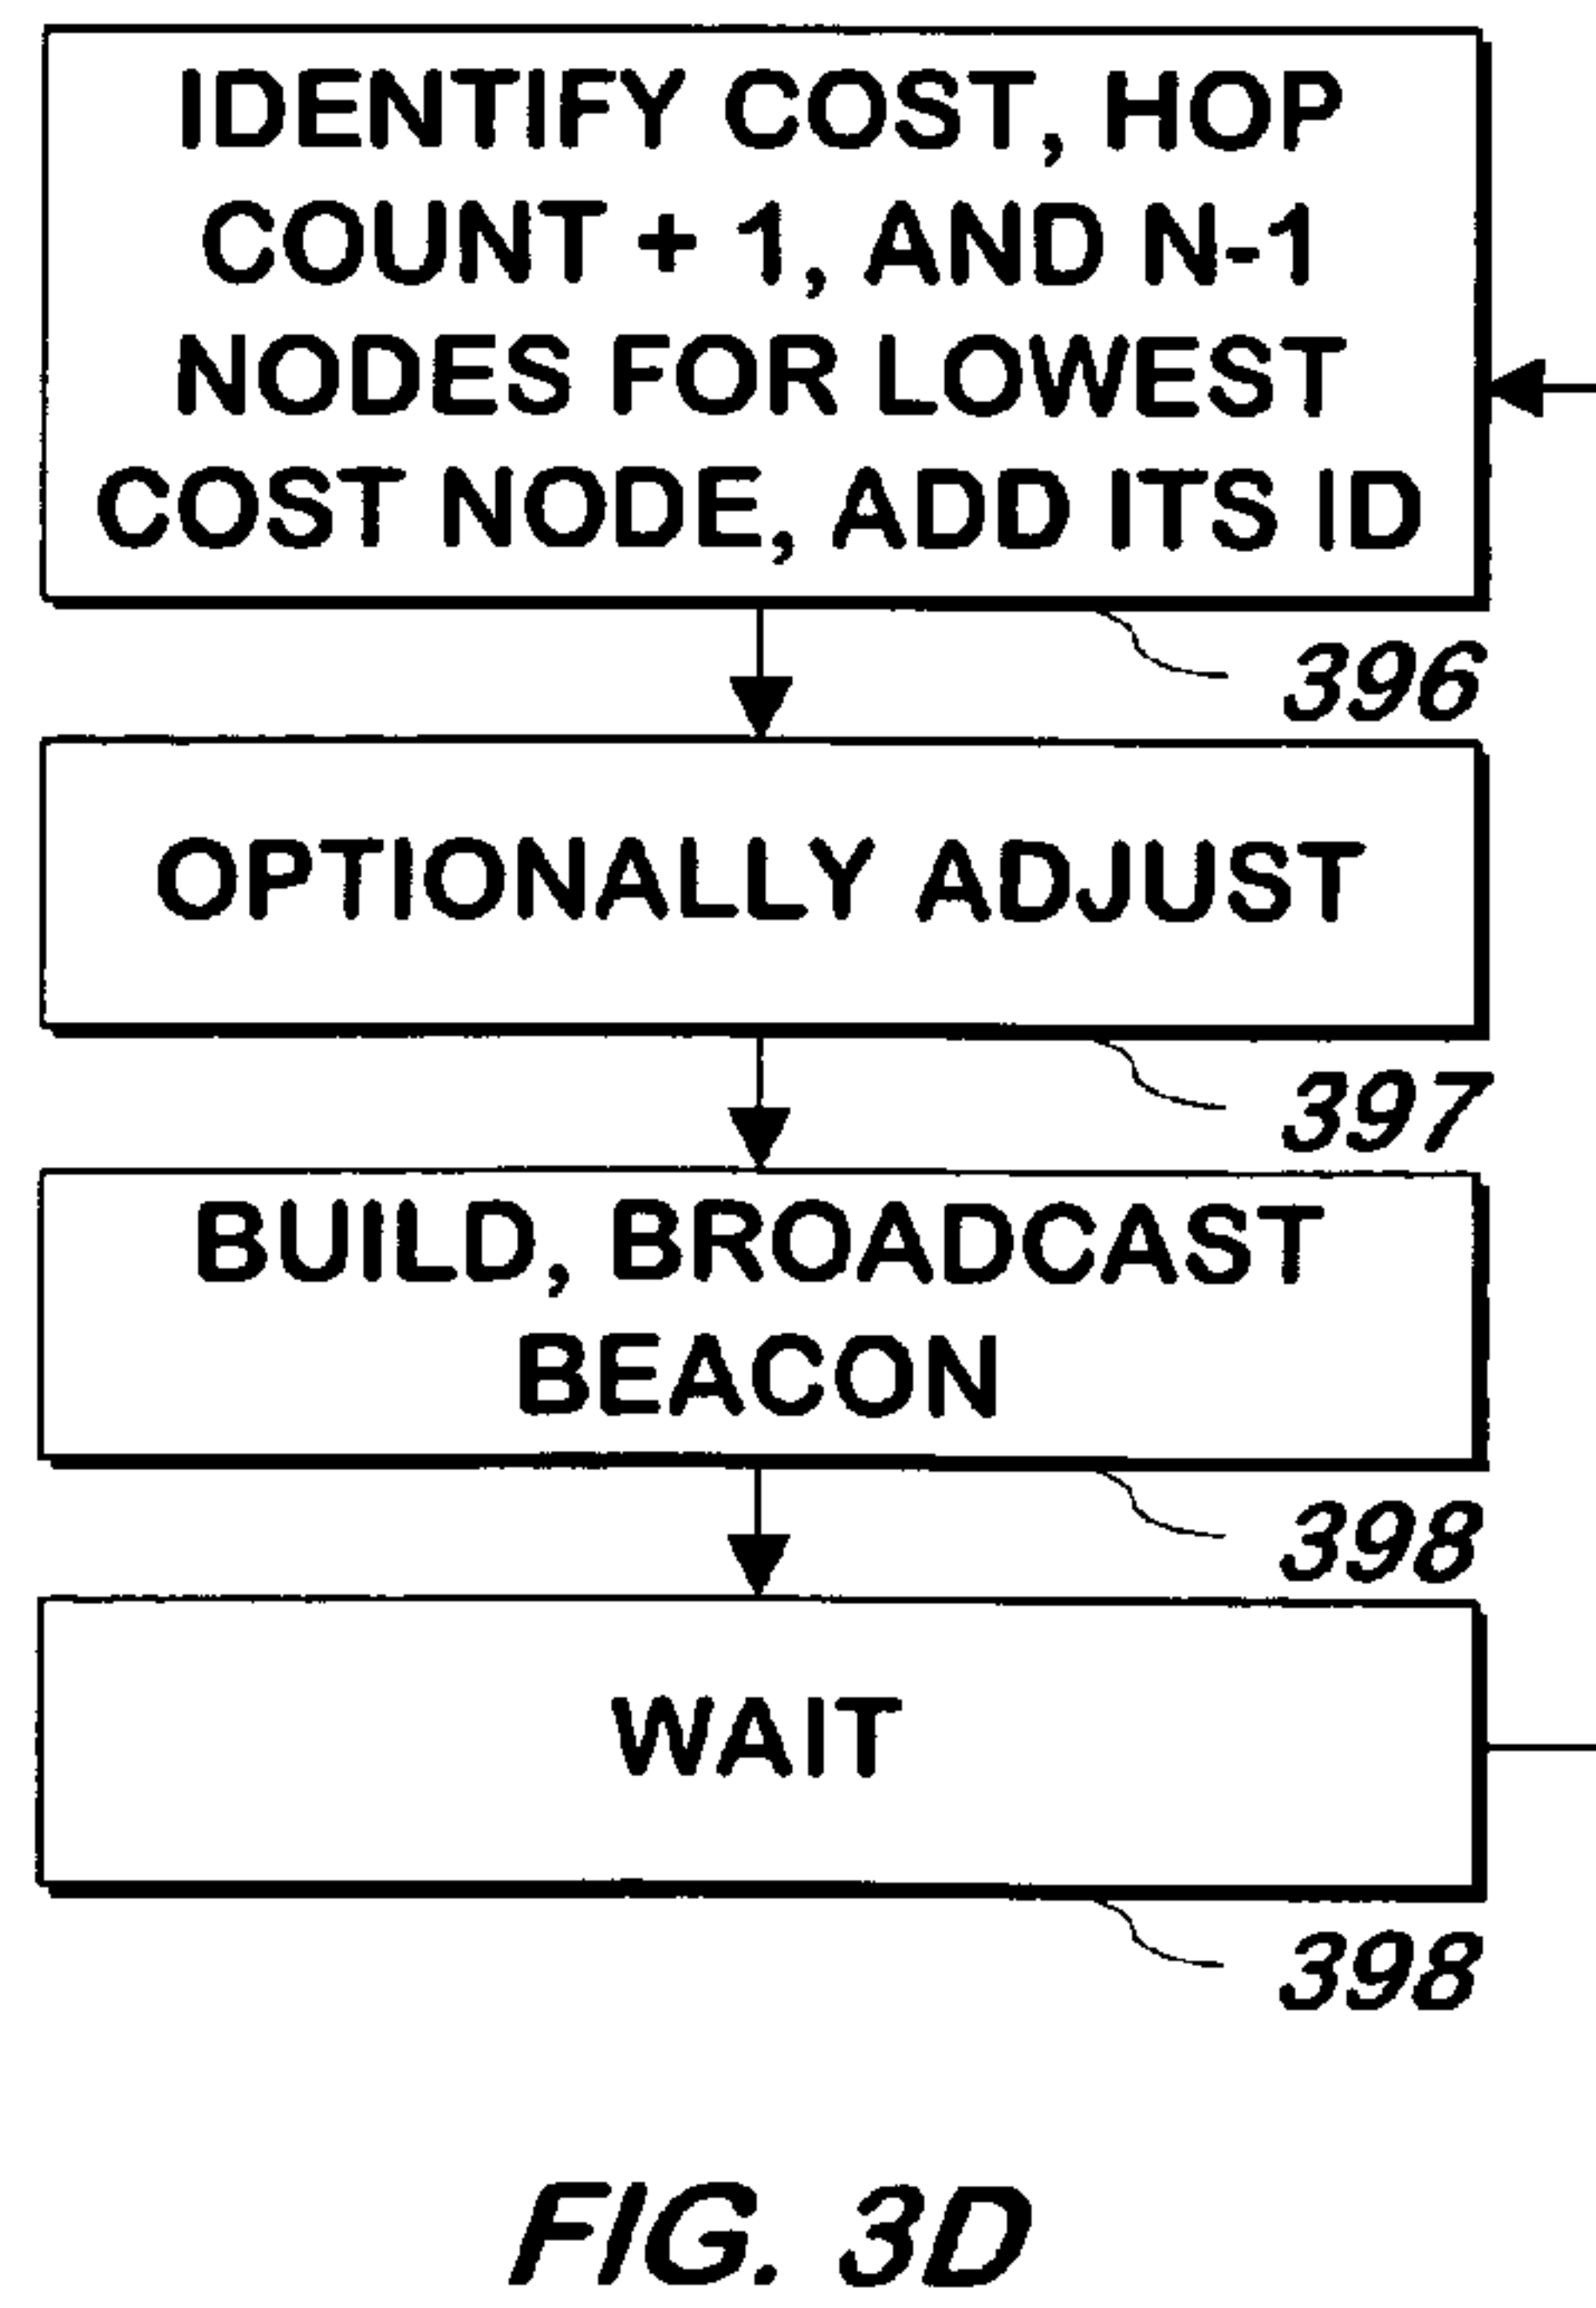 IDENTIFY COST, HOP
COUNT + 1, AND N-1
NODES FOR LOWEST
COST NODE, ADD ITS ID
396
OPTIONALLY ADJUST
397
BUILD, BROADCAST
BEACON
398
WAIT
398
FIG. 3D